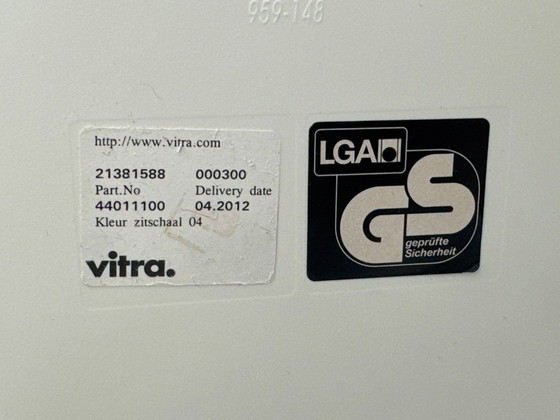 959-148
http://www.vitra.com
21381588 000300
Part.No Delivery date
44011100 04.2012
Kleur zitschaal 04
vitra.
LGA
GS
geprüfte
Sicherheit